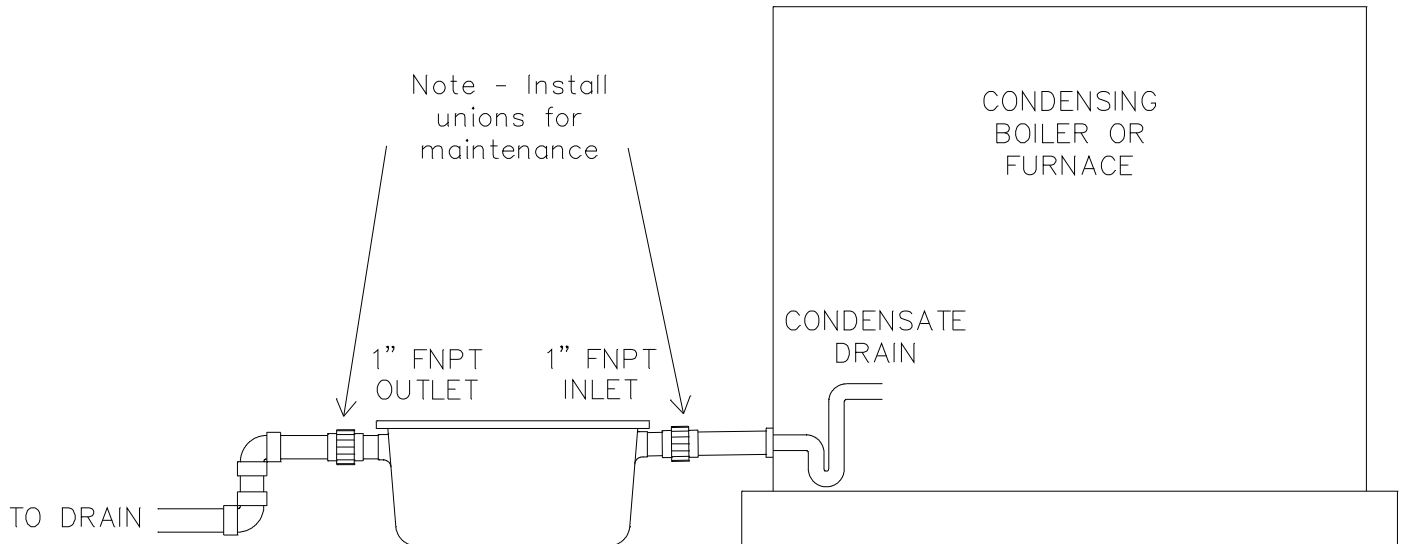 Note - Install
unions for
maintenance
CONDENSING
BOILER OR
FURNACE
CONDENSATE
DRAIN
1” FNPT
OUTLET
1” FNPT
INLET
TO DRAIN